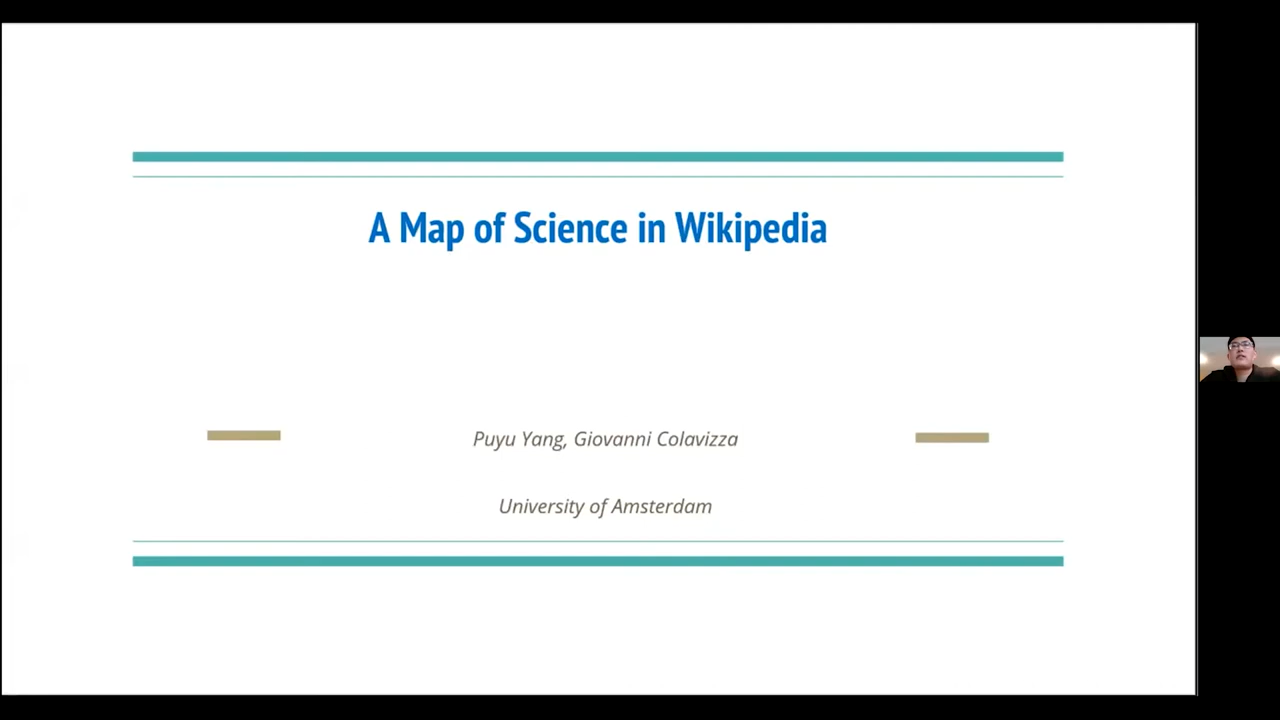 A Map of Science in Wikipedia
Puyu Yang, Giovanni Colavizza
University of Amsterdam